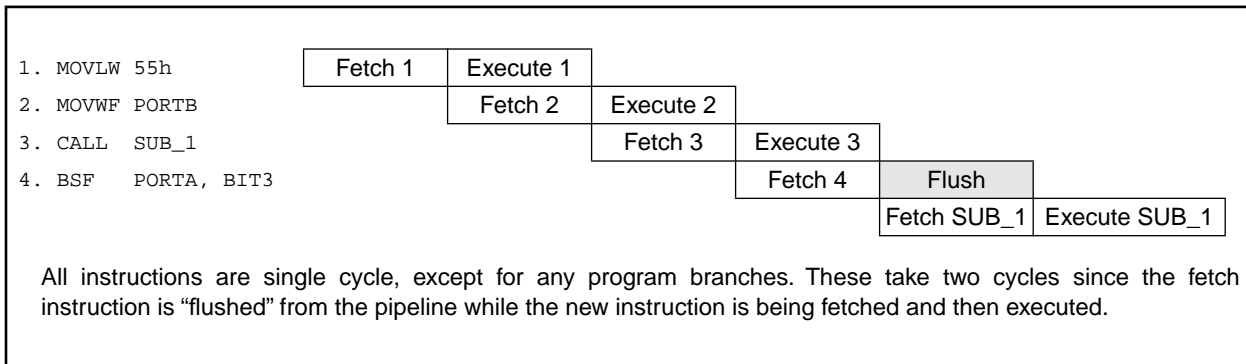 1. MOVLW 55h Fetch 1 Execute 1
2. MOVWF PORTB Fetch 2 Execute 2
3. CALL SUB_1 Fetch 3 Execute 3
4. BSF PORTA, BIT3 Fetch 4 Flush
Fetch SUB_1 Execute SUB_1
All instructions are single cycle, except for any program branches. These take two cycles since the fetch
instruction is “flushed” from the pipeline while the new instruction is being fetched and then executed.